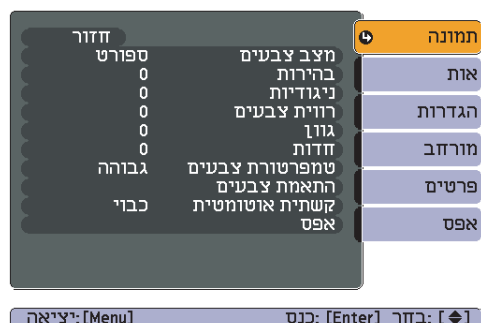 תמונה
אות
הגדרות
מורחב
פרטים
אפס
חזור
מצב צבעים ספורט
בהירות 0
ניגודיות 0
רווית צבעים 0
גוון 0
חדות 0
טמפרטורת צבעים גבוהה
התאמת צבעים
קשתית אוטומטית כבוי
אפס
[Menu]:יציאה [Enter] :כנס [◆] :בחר